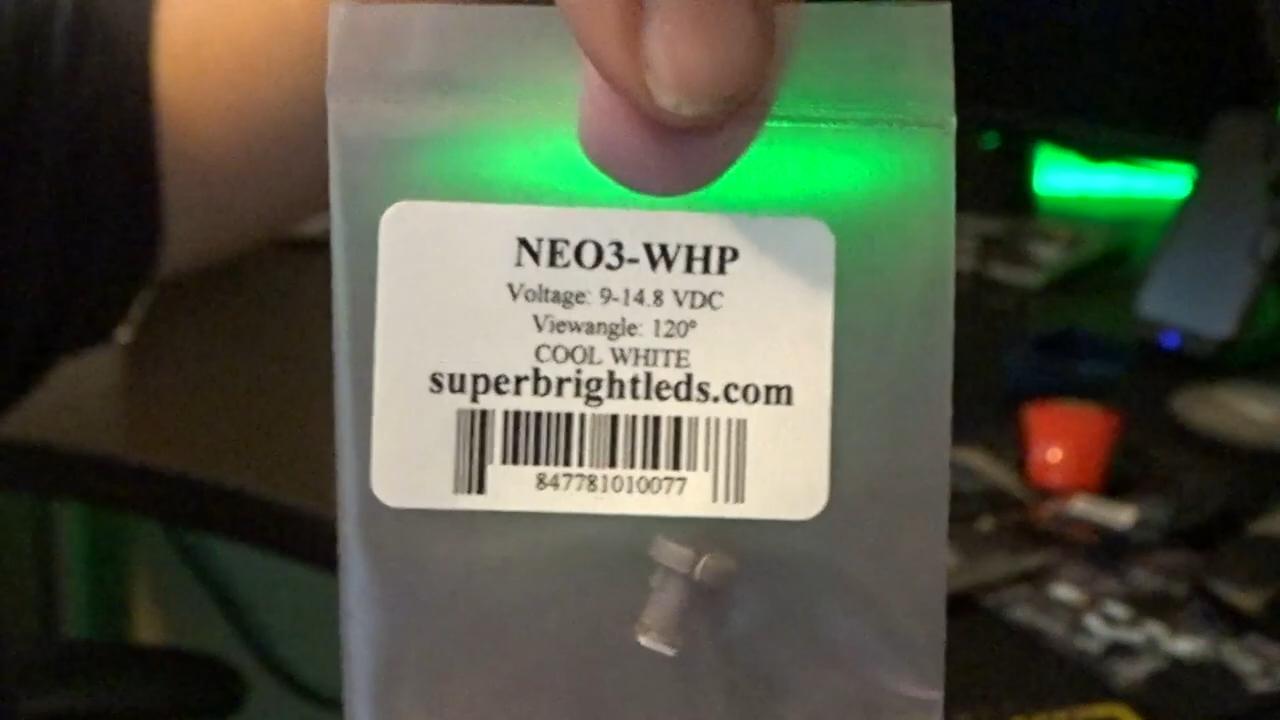 NEO3-WHP
Voltage: 9-14.8 VDC
Viewangle: 120°
COOL WHITE
superbrightleds.com
847781010077